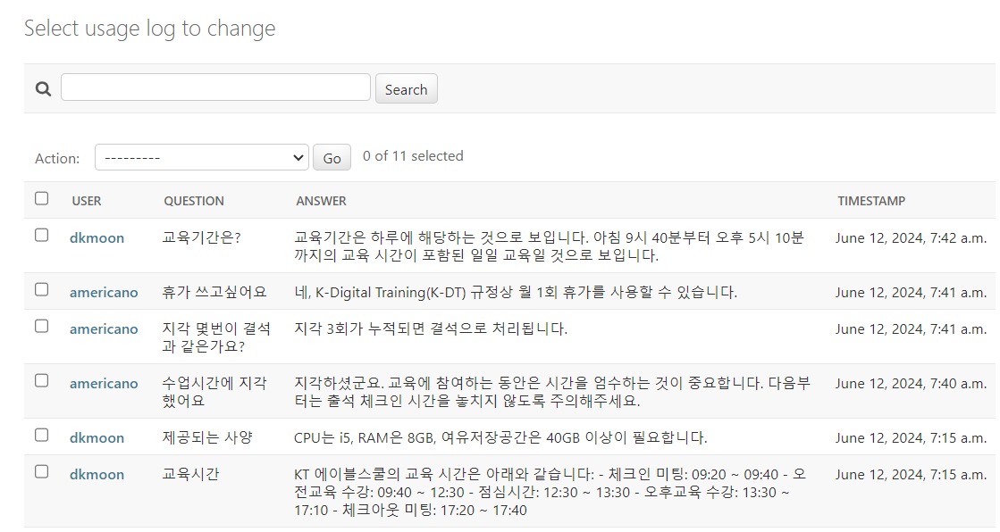 Select usage log to change
Search
Action:
---------
Go
0 of 11 selected
USER QUESTION ANSWER TIMESTAMP
dkmoon 교육기간은? 교육기간은 하루에 해당하는 것으로 보입니다. 아침 9시 40분부터 오후 5시 10분 June 12, 2024, 7:42 a.m.
까지의 교육 시간이 포함된 일일 교육일 것으로 보입니다.
americano 휴가 쓰고싶어요 네, K-Digital Training(K-DT) 규정상 월 1회 휴가를 사용할 수 있습니다. June 12, 2024, 7:41 a.m.
americano 지각 몇번이 결석 지각 3회가 누적되면 결석으로 처리됩니다. June 12, 2024, 7:41 a.m.
과 같은가요?
americano 수업시간에 지각 지각하셨군요. 교육에 참여하는 동안은 시간을 엄수하는 것이 중요합니다. 다음부 June 12, 2024, 7:40 a.m.
했어요 터는 출석 체크인 시간을 놓치지 않도록 주의해주세요.
dkmoon 제공되는 사양 CPU는 i5, RAM은 8GB, 여유저장공간은 40GB 이상이 필요합니다. June 12, 2024, 7:15 a.m.
dkmoon 교육시간 KT 에이블스쿨의 교육 시간은 아래와 같습니다: - 체크인 미팅: 09:20 ~ 09:40 - 오 June 12, 2024, 7:15 a.m.
전교육 수강: 09:40 ~ 12:30 - 점심시간: 12:30 ~ 13:30 - 오후교육 수강: 13:30 ~
17:10 - 체크아웃 미팅: 17:20 ~ 17:40